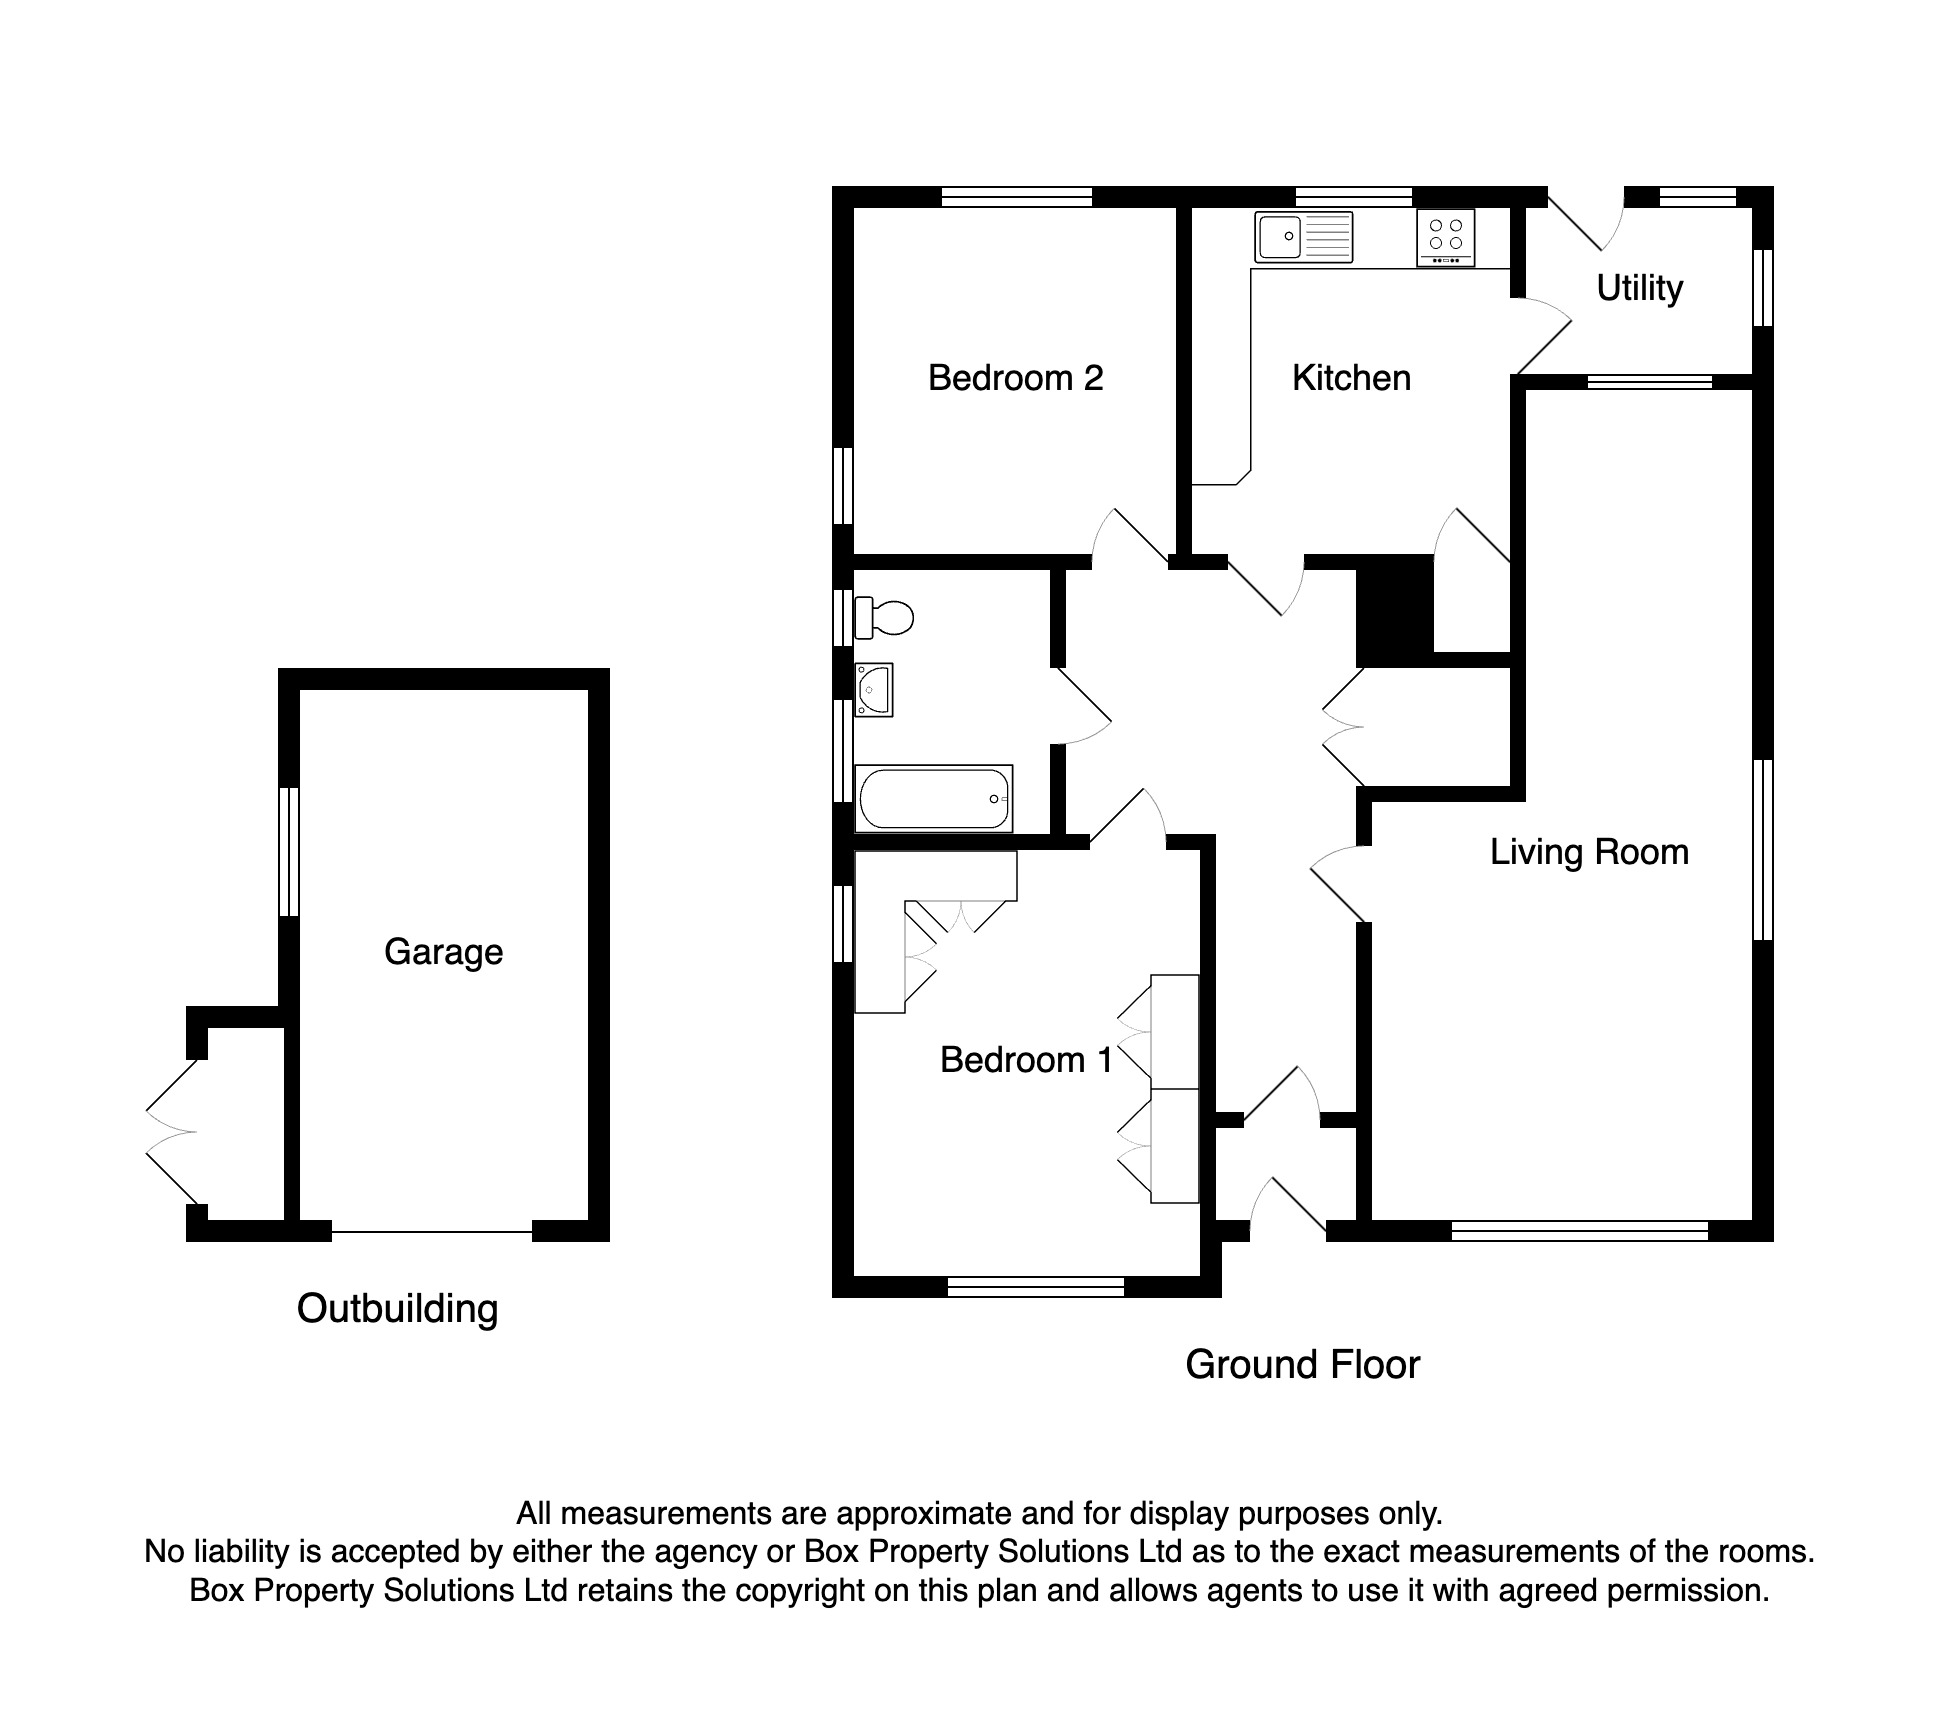 Utility
Bedroom 2
Kitchen
Living Room
Garage
Bedroom 1
Outbuilding
Ground Floor
All measurements are approximate and for display purposes only.
No liability is accepted by either the agency or Box Property Solutions Ltd as to the exact measurements of the rooms.
Box Property Solutions Ltd retains the copyright on this plan and allows agents to use it with agreed permission.